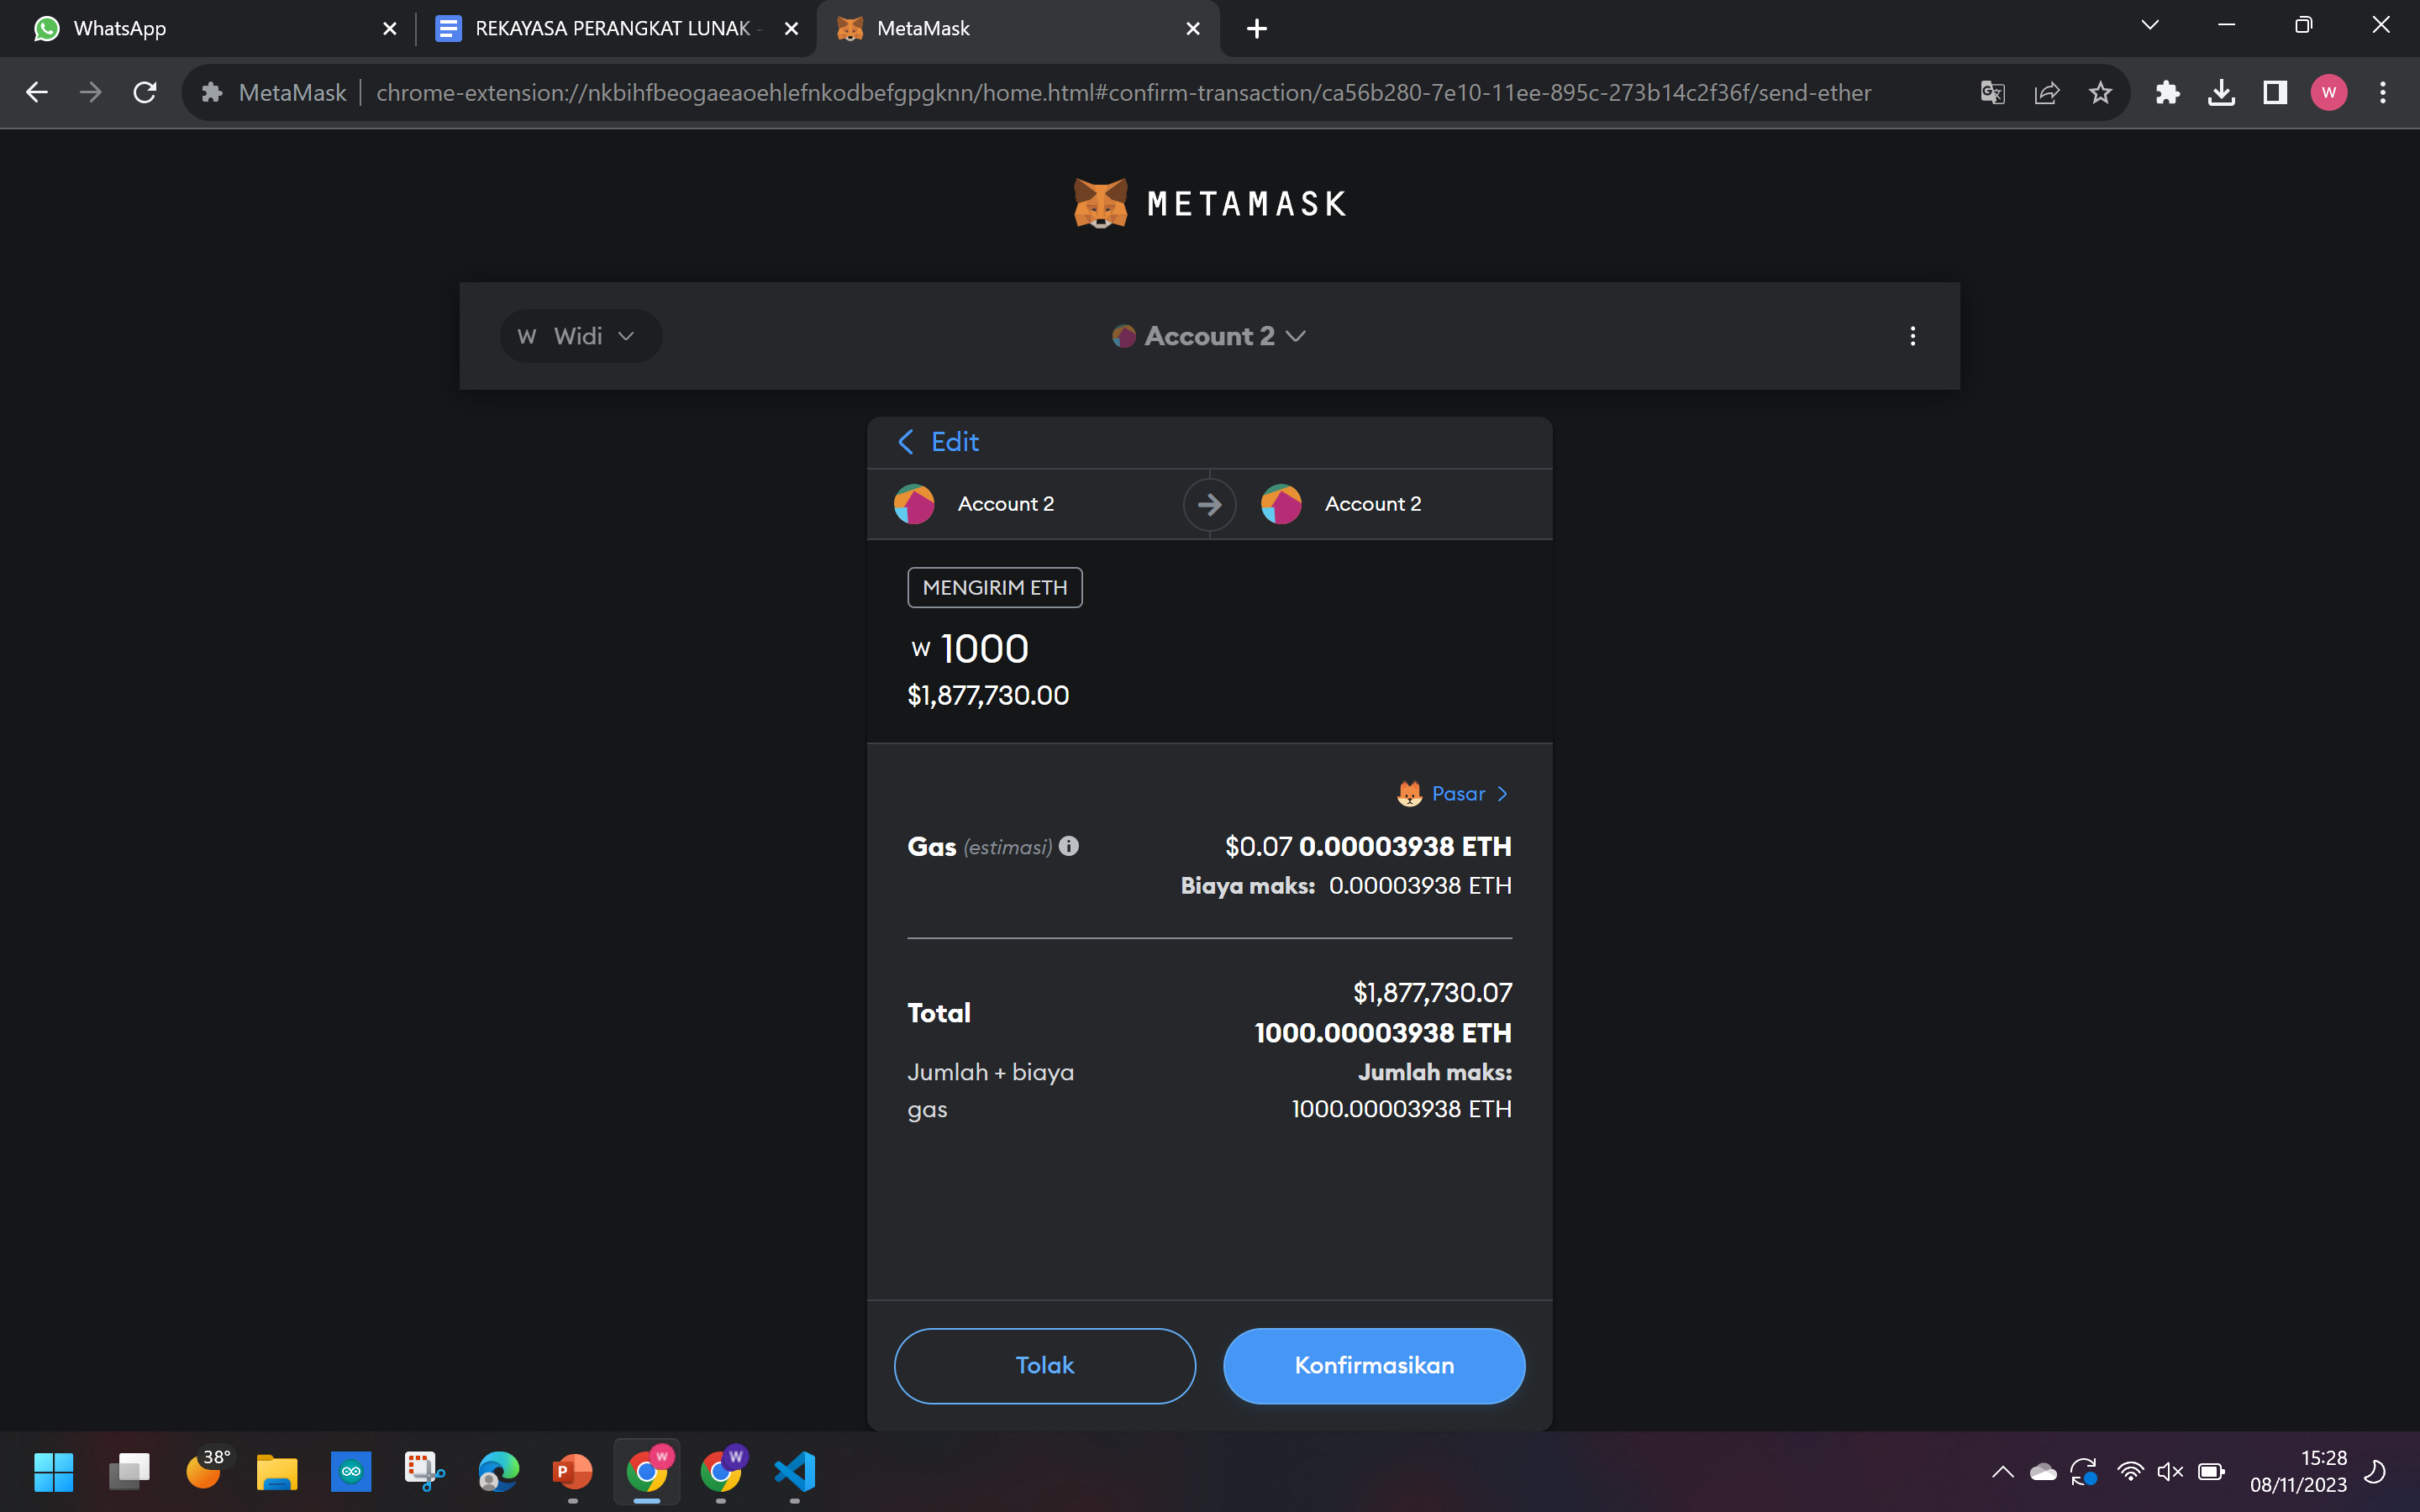 WhatsApp
REKAYASA PERANGKAT LUNAK -
MetaMask
MetaMask
chrome-extension://nkbihfbeogaeaoehlefnkodbefgpgknn/home.html#confirm-transaction/ca56b280-7e10-11ee-895c-273b14c2f36f/send-ether
W
METAMASK
W Widi
Account 2
Edit
Account 2
Account 2
MENGIRIM ETH
W 1000
$1,877,730.00
Pasar
Gas (estimasi) $0.07 0.00003938 ETH
Biaya maks: 0.00003938 ETH
Total $1,877,730.07
1000.00003938 ETH
Jumlah + biaya gas
Jumlah maks:
1000.00003938 ETH
Tolak
Konfirmasikan
38°
P
W
W
15:28
08/11/2023